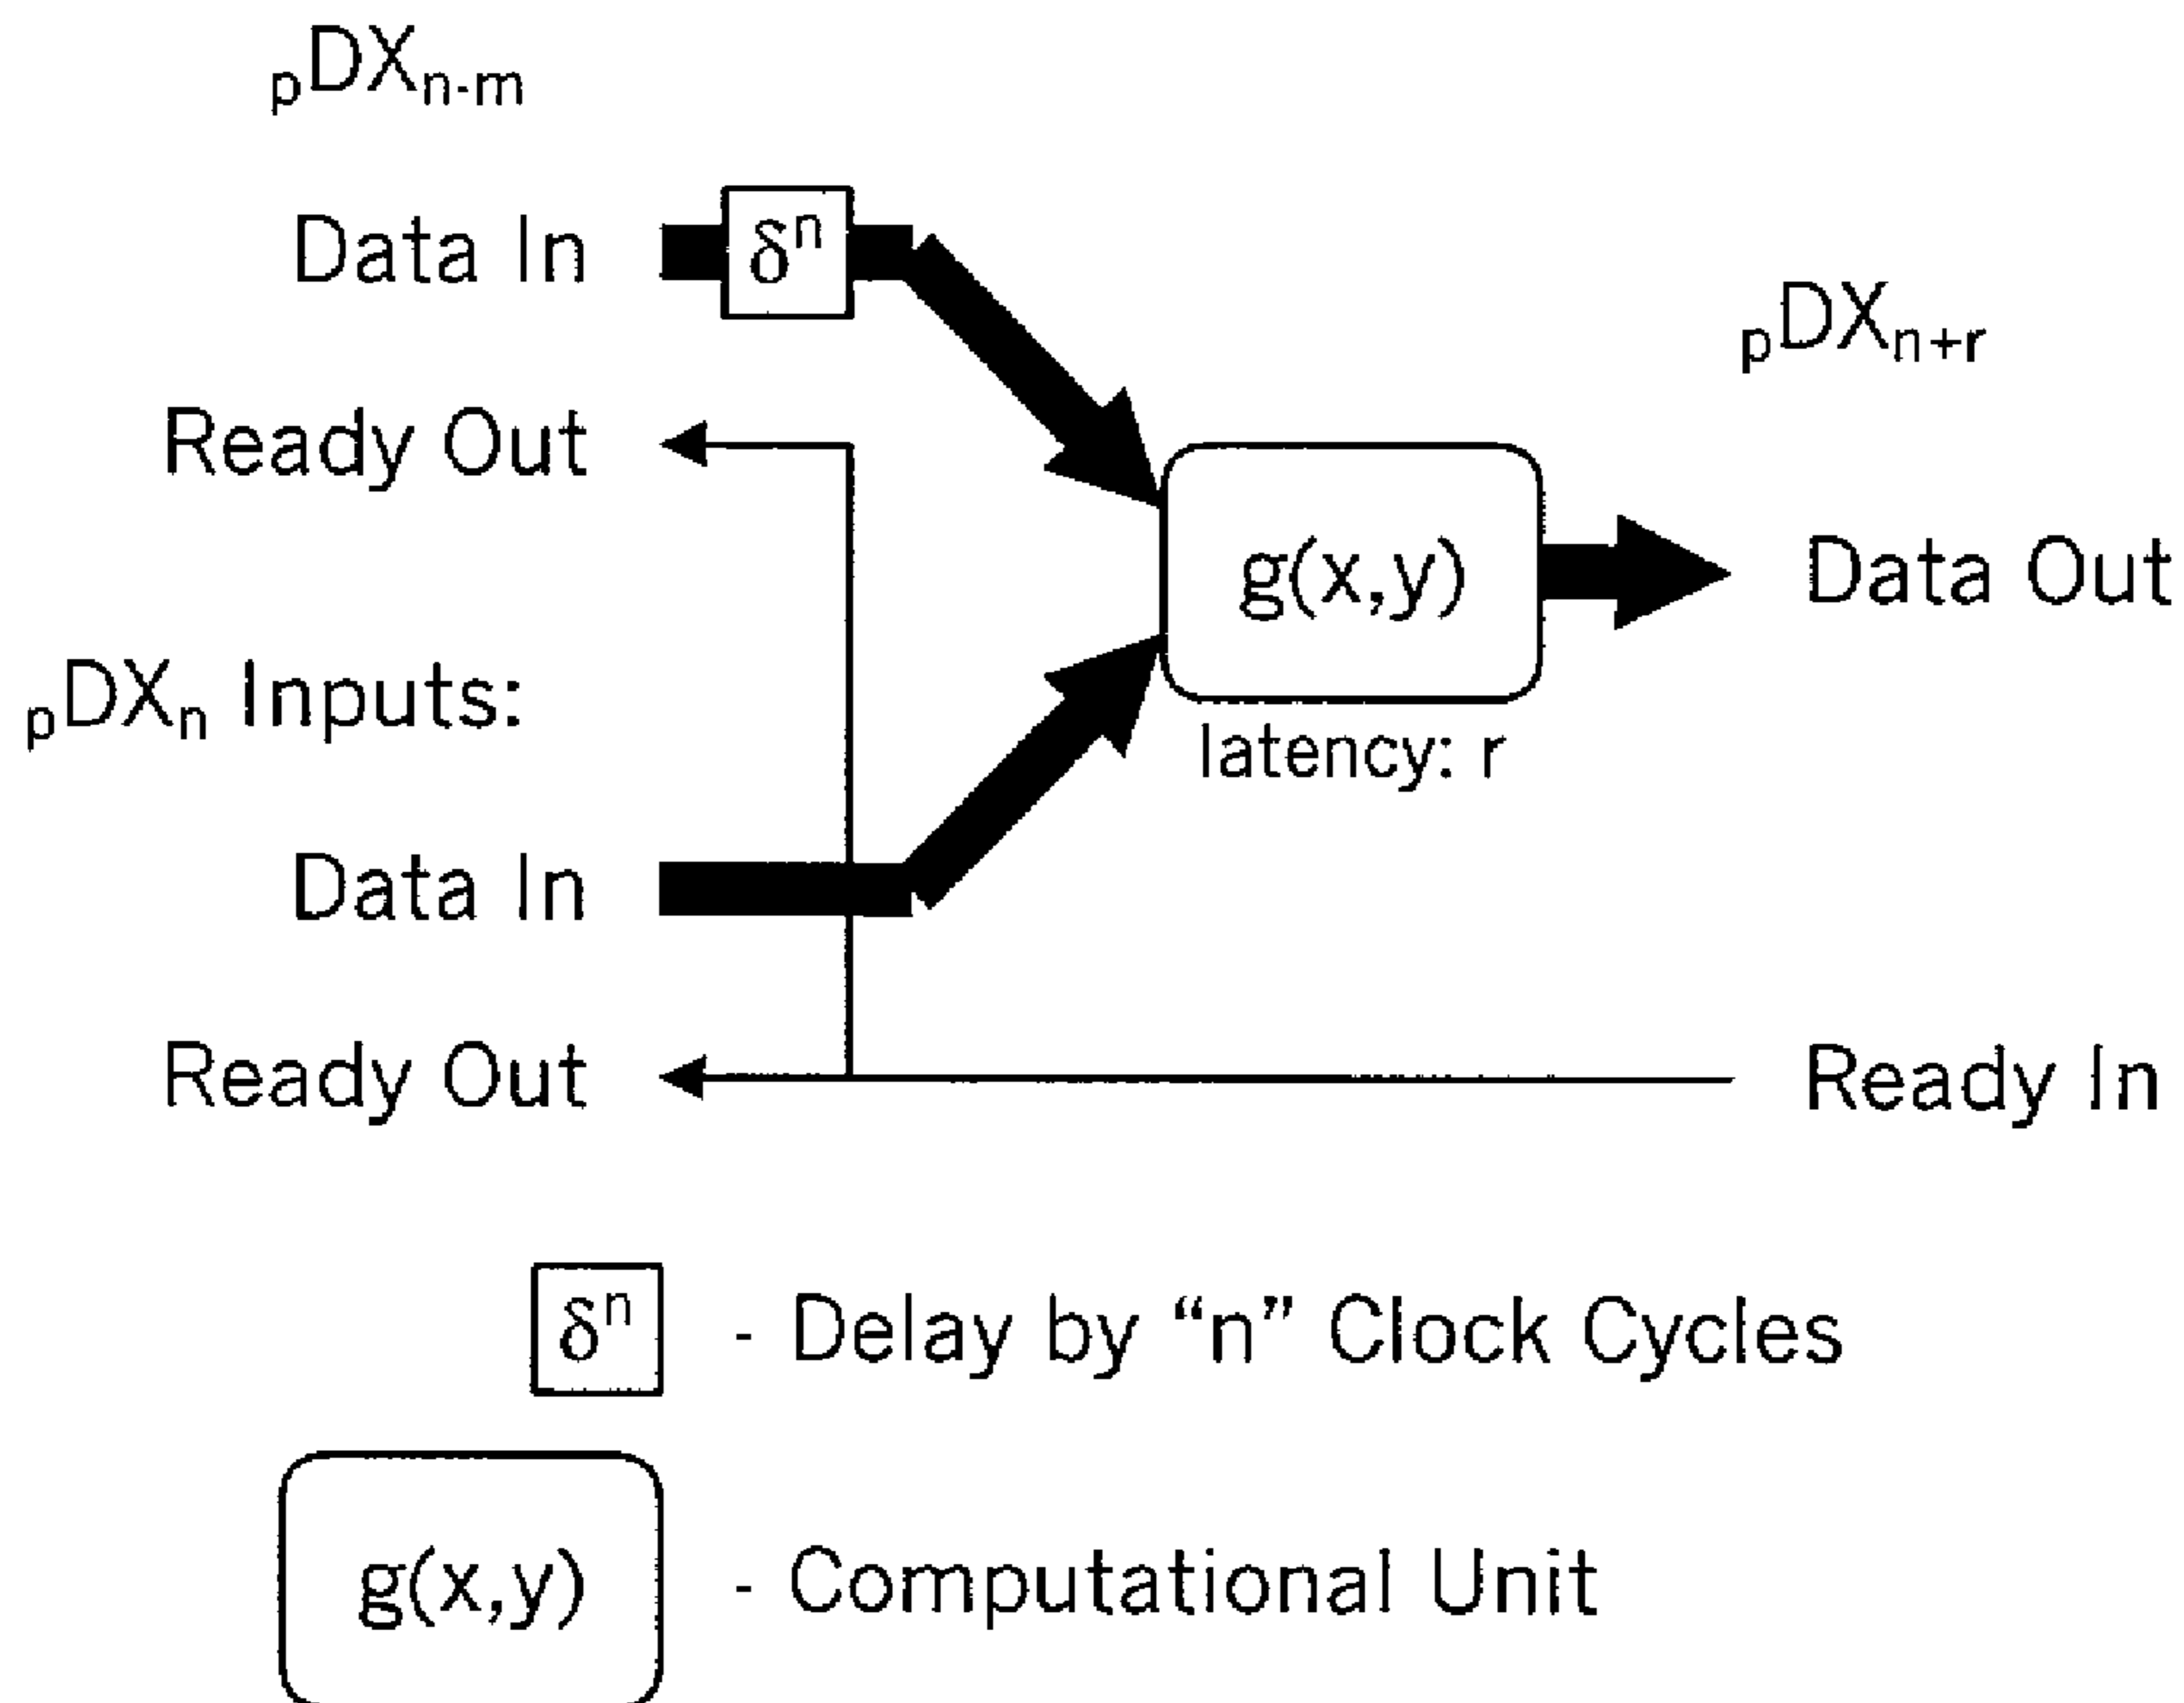 pDXn-m
Data In
δn
pDXn+r
Ready Out
g(x,y)
Data Out
pDXn Inputs:
latency: r
Data In
Ready Out
Ready In
δn - Delay by “n” Clock Cycles
g(x,y) - Computational Unit